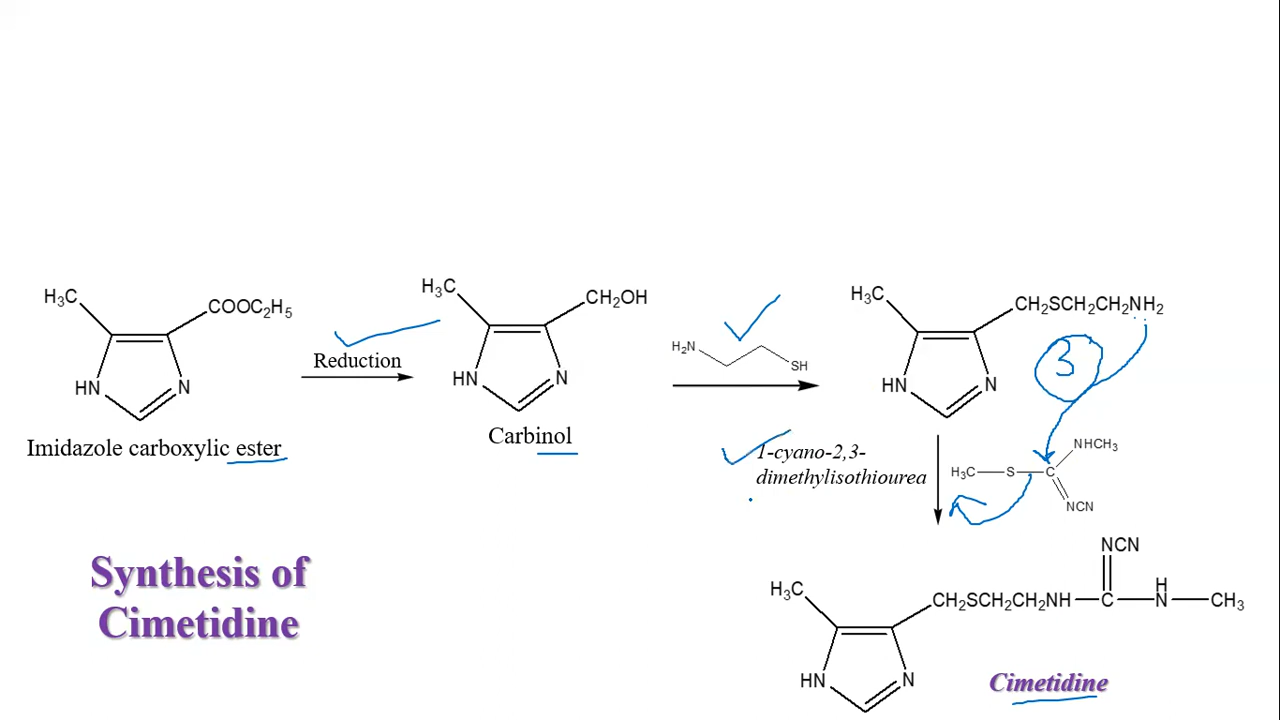 H₃C
COOC₂H₅
HN
N
Imidazole carboxylic ester
Reduction
H₃C
CH₂OH
HN
N
Carbinol
H₂N
SH
H₃C
CH₂SCH₂CH₂NH₂
HN
N
3
1-cyano-2,3-
dimethylisothiourea
NHCH₃
H₃C
S
C
NCN
Synthesis of
Cimetidine
NCN
H₃C
CH₂SCH₂CH₂NH
C
H
N
CH₃
HN
N
Cimetidine